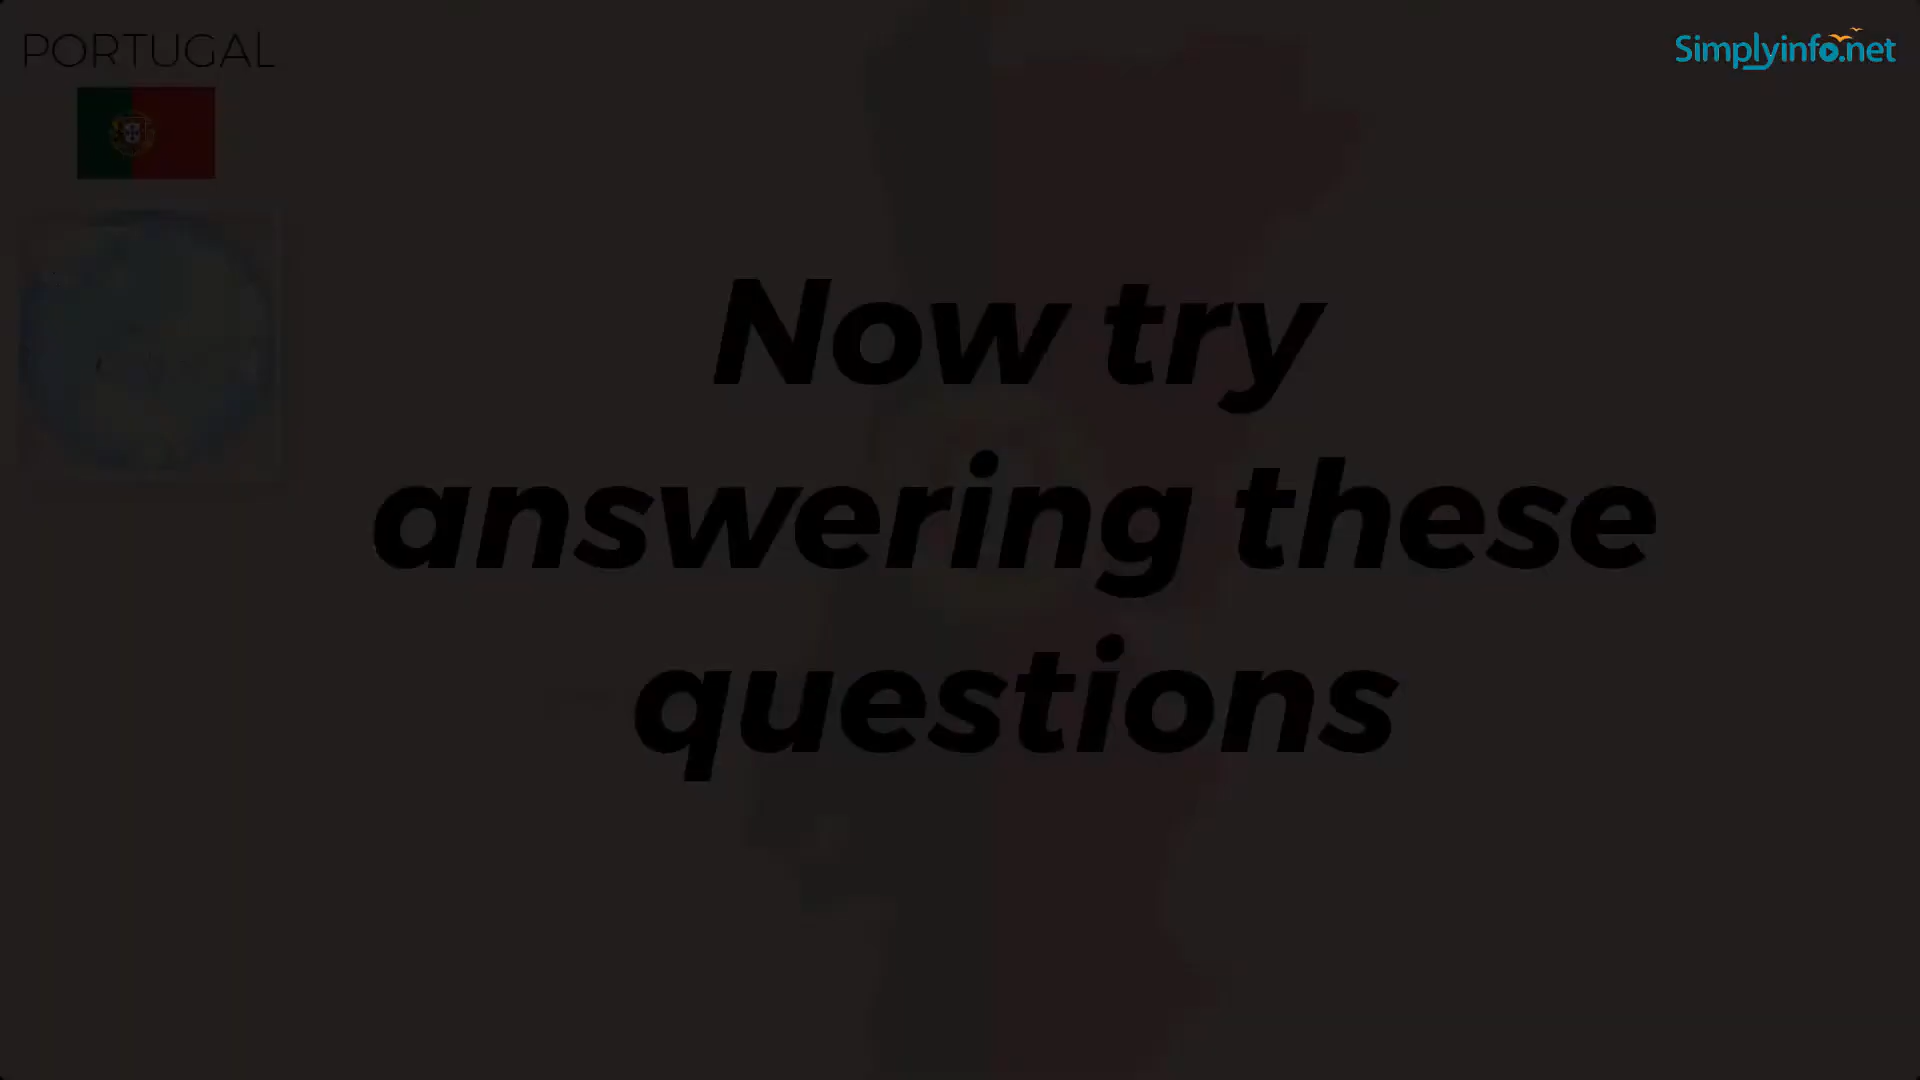 PORTUGAL
Simplyinfo.net
Now try
answering these
questions